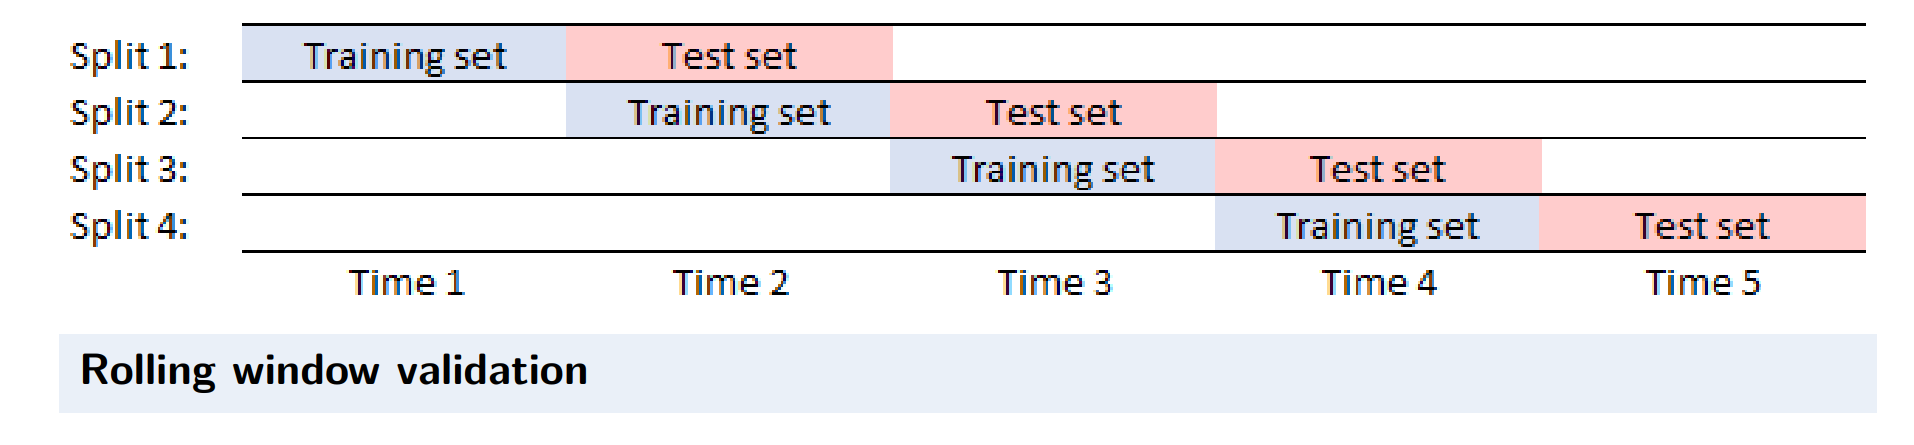 Split 1: Training set Test set
Split 2: Training set Test set
Split 3: Training set Test set
Split 4: Training set Test set
Time 1 Time 2 Time 3 Time 4 Time 5
Rolling window validation